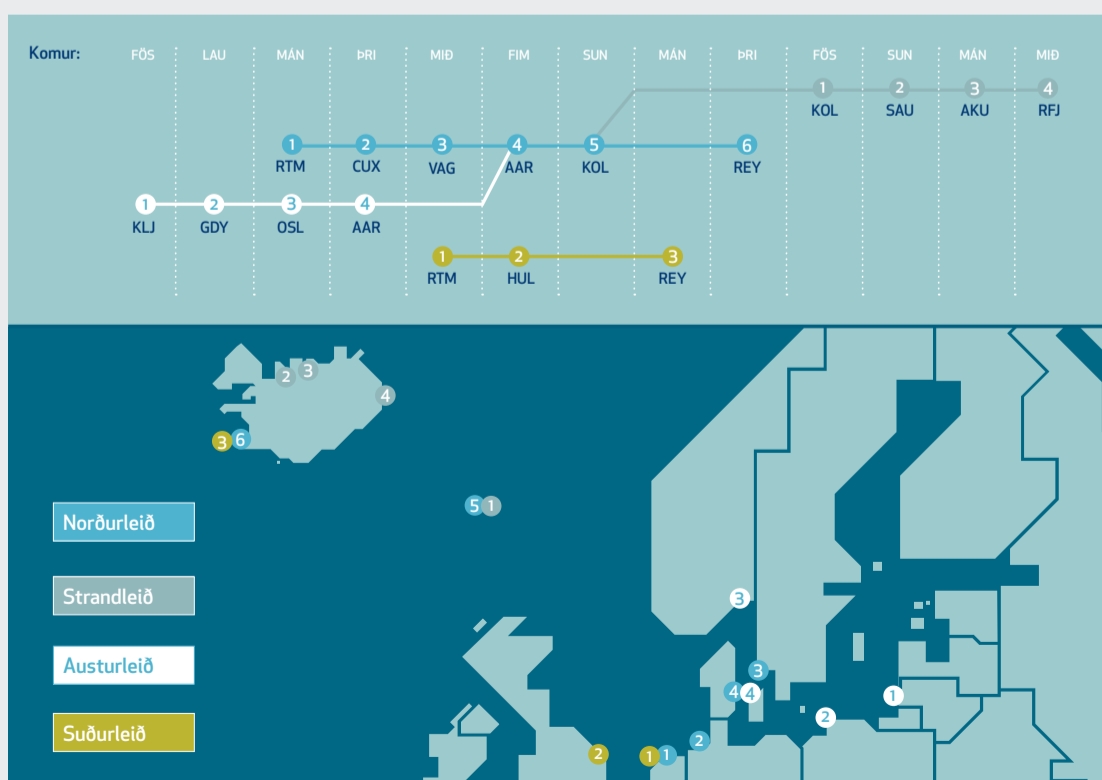 Komur: FÖS LAU MÁN ÞRI MIÐ FIM SUN MÁN ÞRI FÖS SUN MÁN MIÐ
1 2 3 4
KOL SAU AKU RFJ
1 2 3 4 5 6
RTM CUX VAG AAR KOL REY
1 2 3 4
KLJ GDY OSL AAR
1 2 3
RTM HUL REY
2 3
4
3 6
5 1
Norðurleið
Strandleið
3
Austurleið
3
4 4
1
2
Suðurleið
2
2
1 1